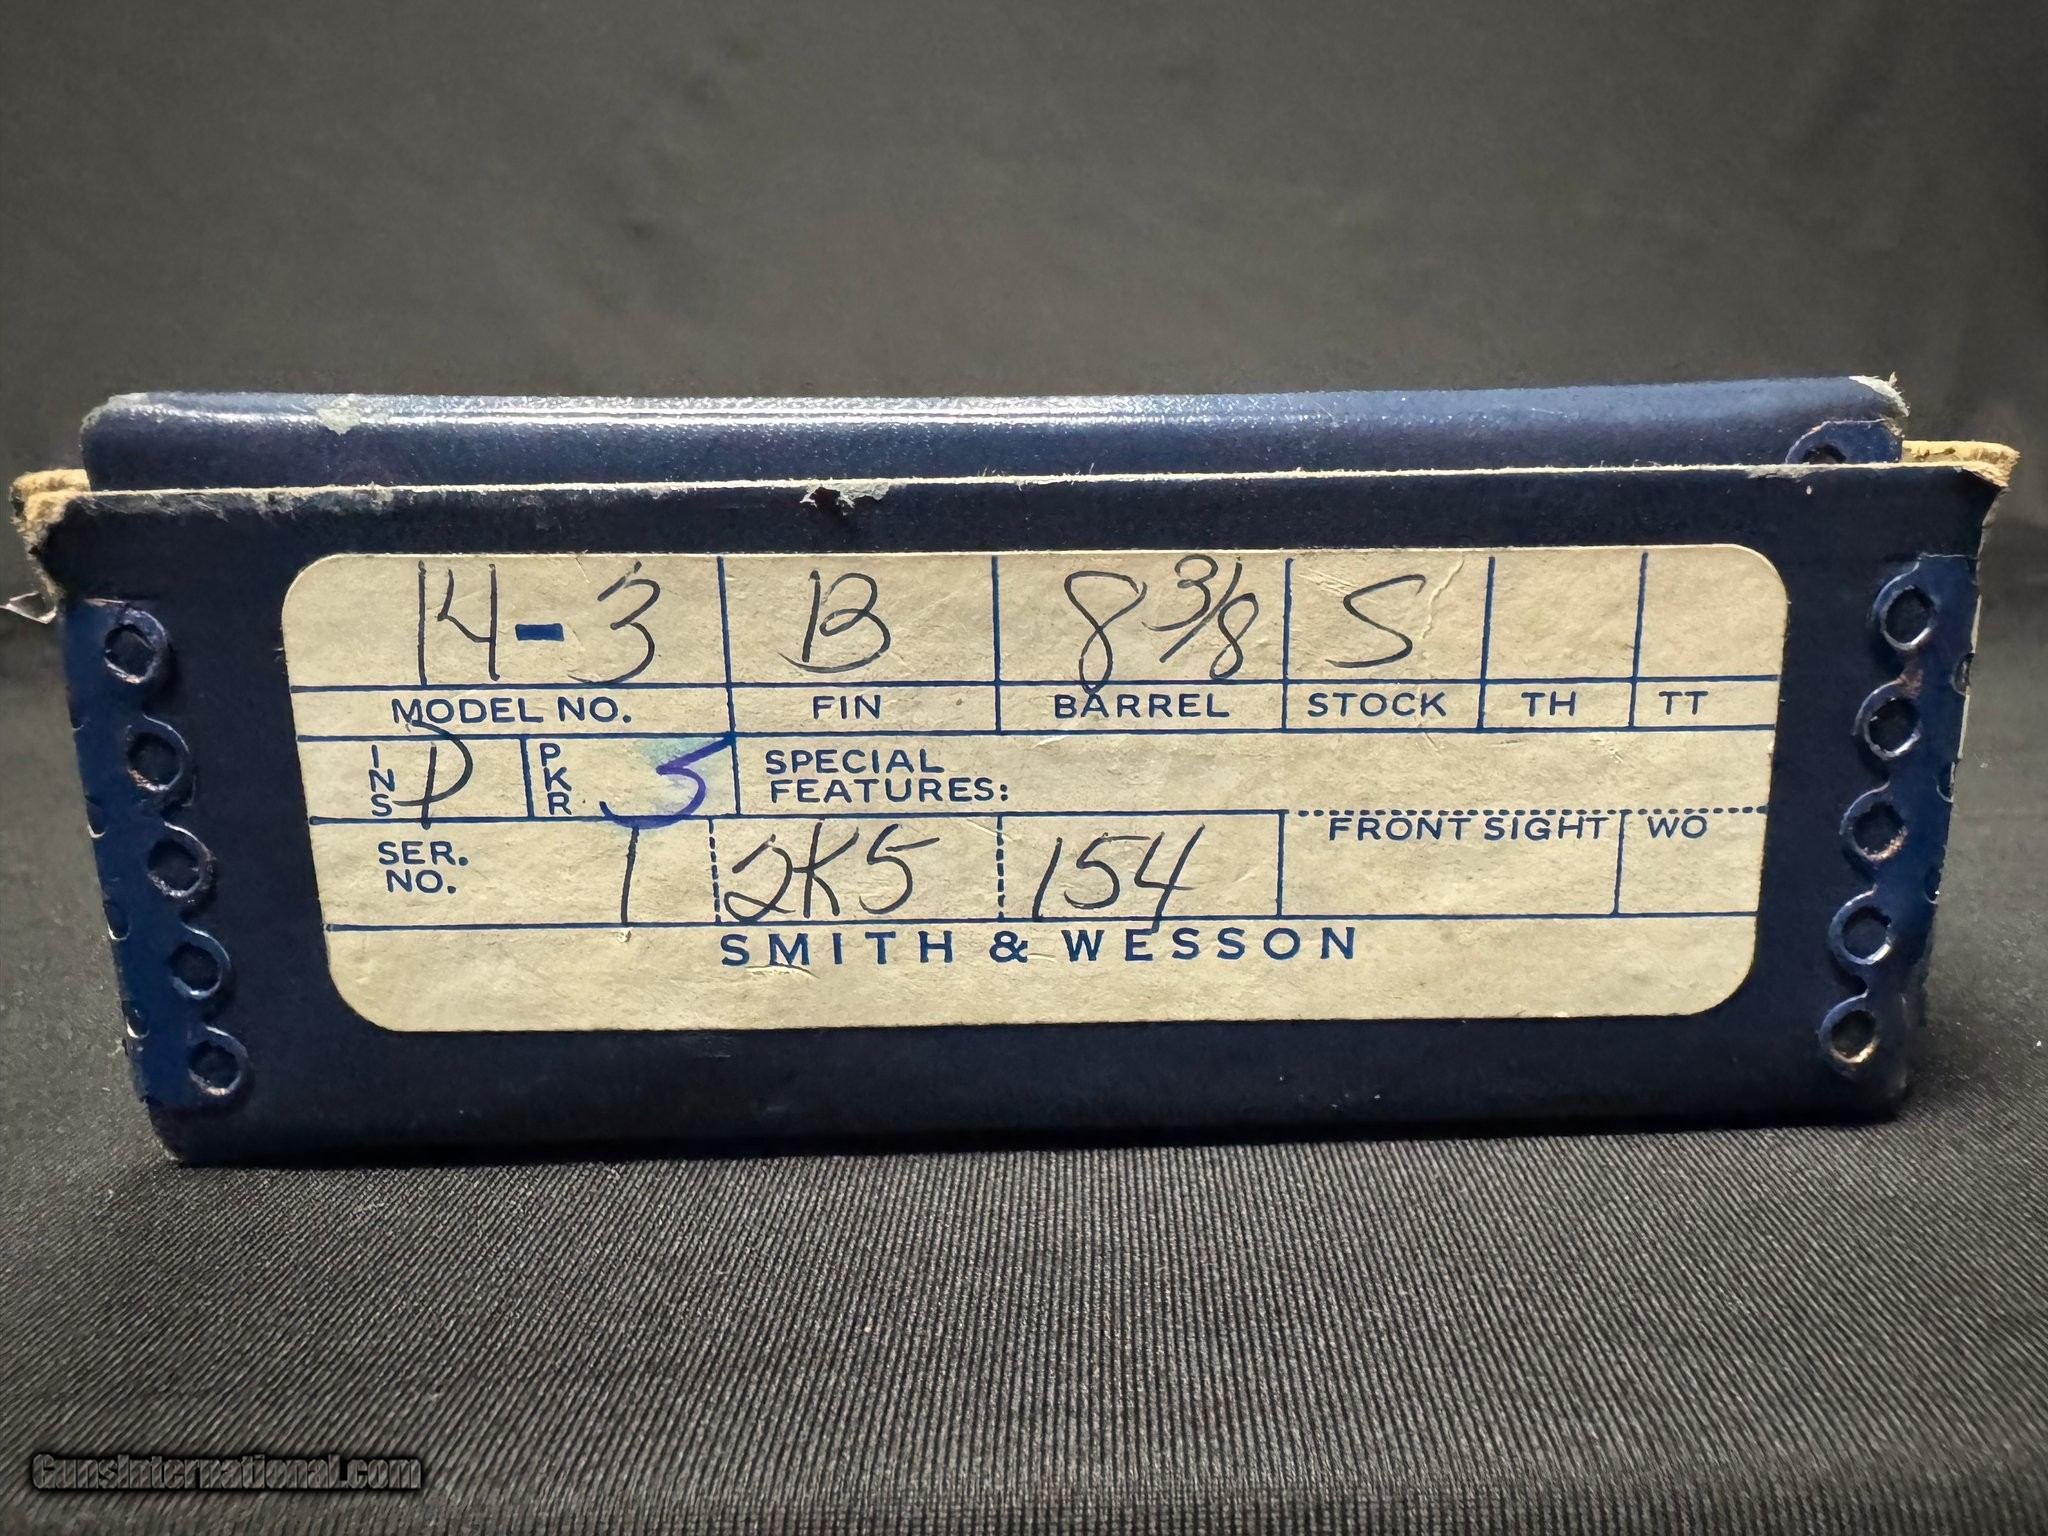 14-3 B 8 3/8 S
MODEL NO. FIN BARREL STOCK TH TT
INS P PKR 5 SPECIAL
FEATURES:
FRONT SIGHT WO
SER.
NO. 1 2K5 154
SMITH & WESSON
GunsInternational.com